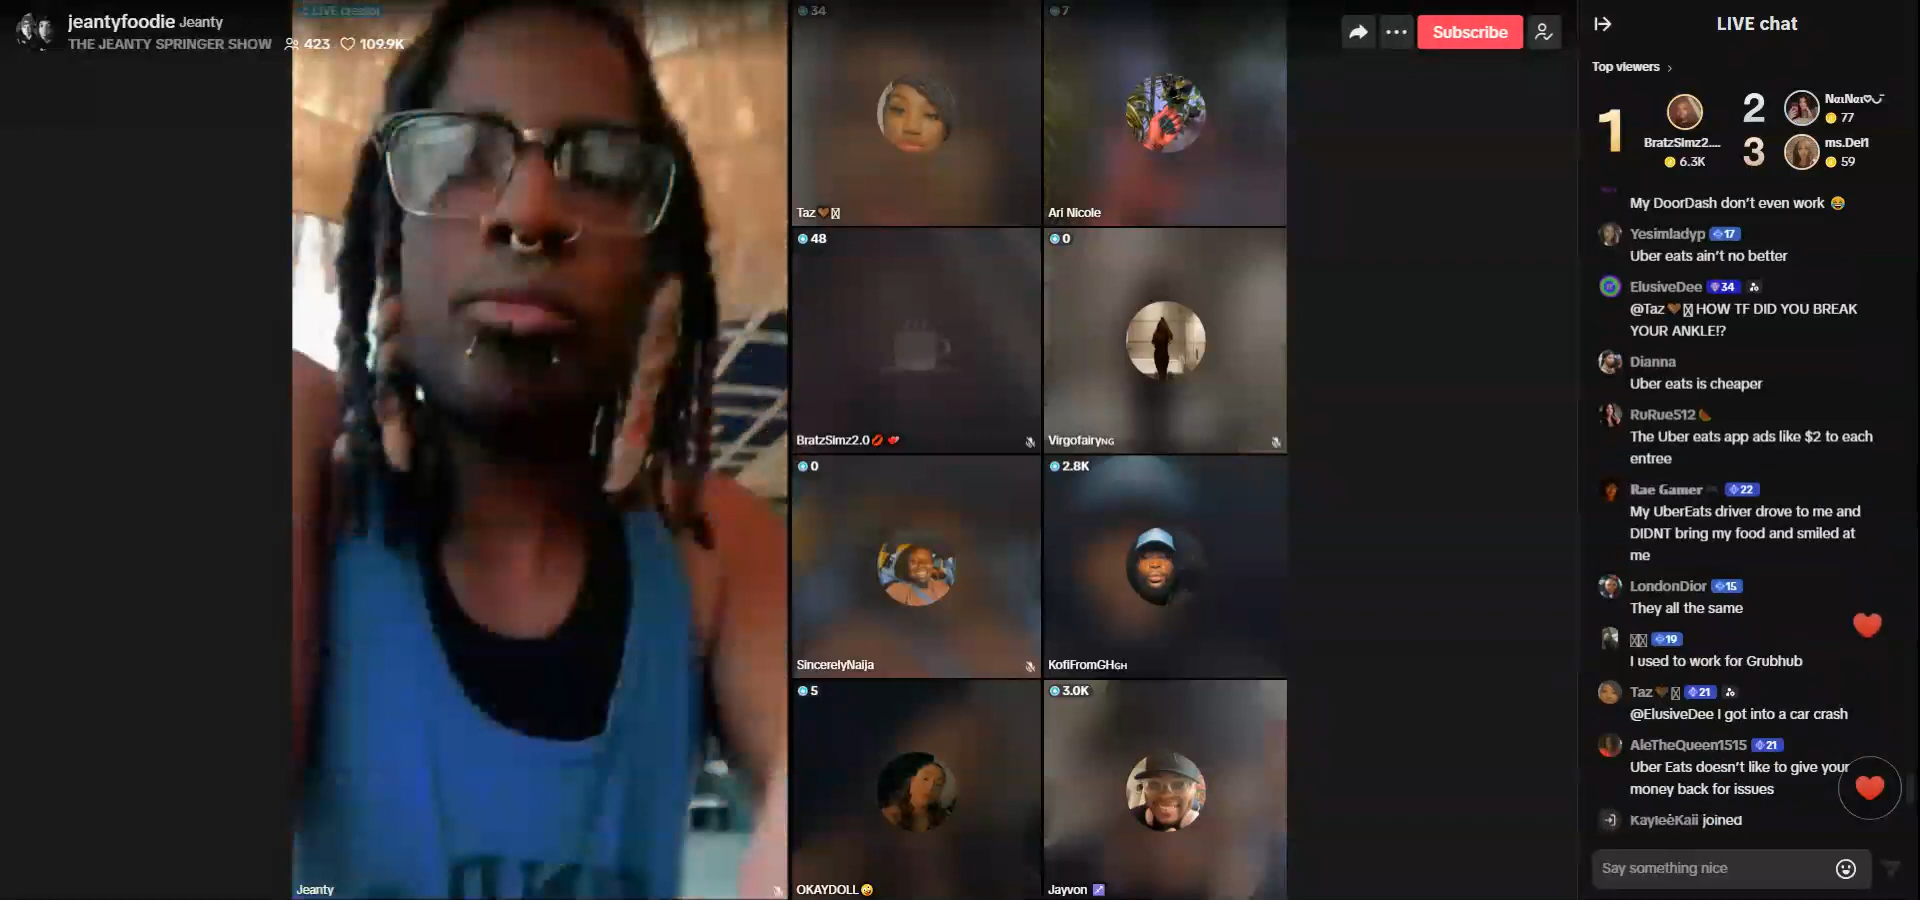 jeantyfoodie Jeanty
THE JEANTY SPRINGER SHOW 423 109.9K
LIVE creator
34
7
Subscribe
LIVE chat
Top viewers
1
BratzSimz2....
6.3K
2
NαιNαι
77
3
ms.Del1
59
Taz
Ari Nicole
48
0
BratzSimz2.0
VirgofairyNG
0
2.8K
SincerelyNaija
KofiFromGHGH
5
3.0K
Jeanty
OKAYDOLL
Jayvon
My DoorDash don't even work 😂
Yesimladyp 17
Uber eats ain't no better
ElusiveDee 34
@Taz🤎 HOW TF DID YOU BREAK
YOUR ANKLE!?
Dianna
Uber eats is cheaper
RuRue512
The Uber eats app ads like $2 to each
entree
Rae Gamer 22
My UberEats driver drove to me and
DIDNT bring my food and smiled at
me
LondonDior 15
They all the same
19
I used to work for Grubhub
Taz🤎 21
@ElusiveDee I got into a car crash
AleTheQueen1515 21
Uber Eats doesn't like to give your
money back for issues
KayleéKaii joined
Say something nice